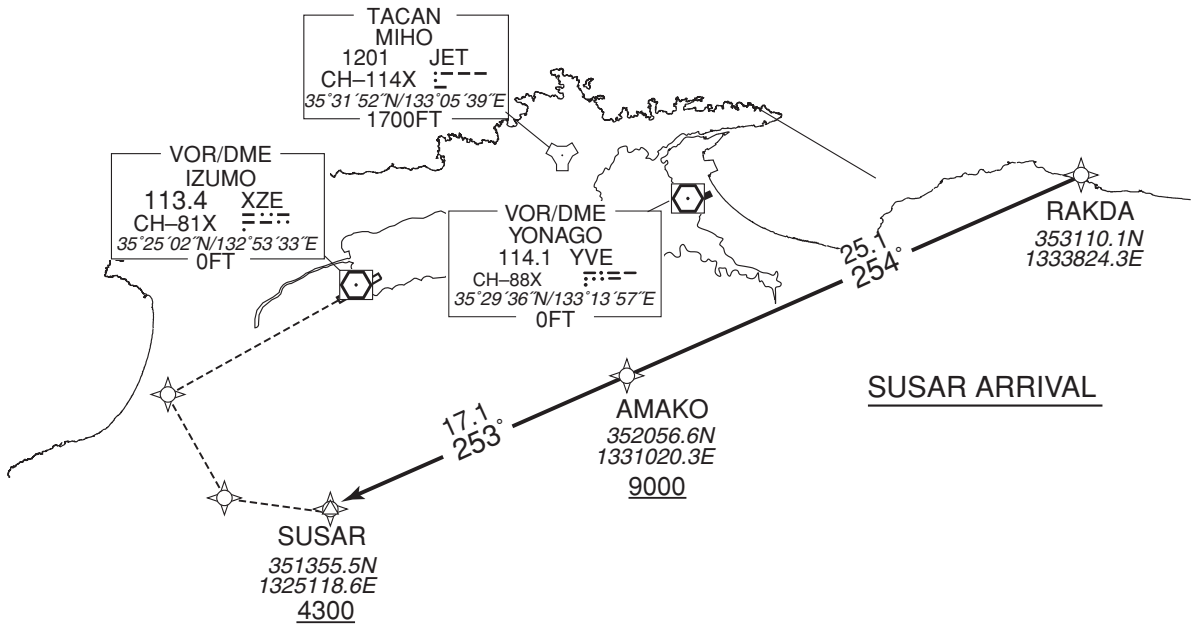 TACAN
MIHO
1201 JET
CH–114X
35°31´52˝N/133°05´39˝E
1700FT
VOR/DME
IZUMO
113.4 XZE
CH–81X
35°25´02˝N/132°53´33˝E
0FT
VOR/DME
YONAGO
114.1 YVE
CH–88X
35°29´36˝N/133°13´57˝E
0FT
RAKDA
353110.1N
1333824.3E
25.1
254°
SUSAR ARRIVAL
AMAKO
352056.6N
1331020.3E
9000
17.1
253°
SUSAR
351355.5N
1325118.6E
4300